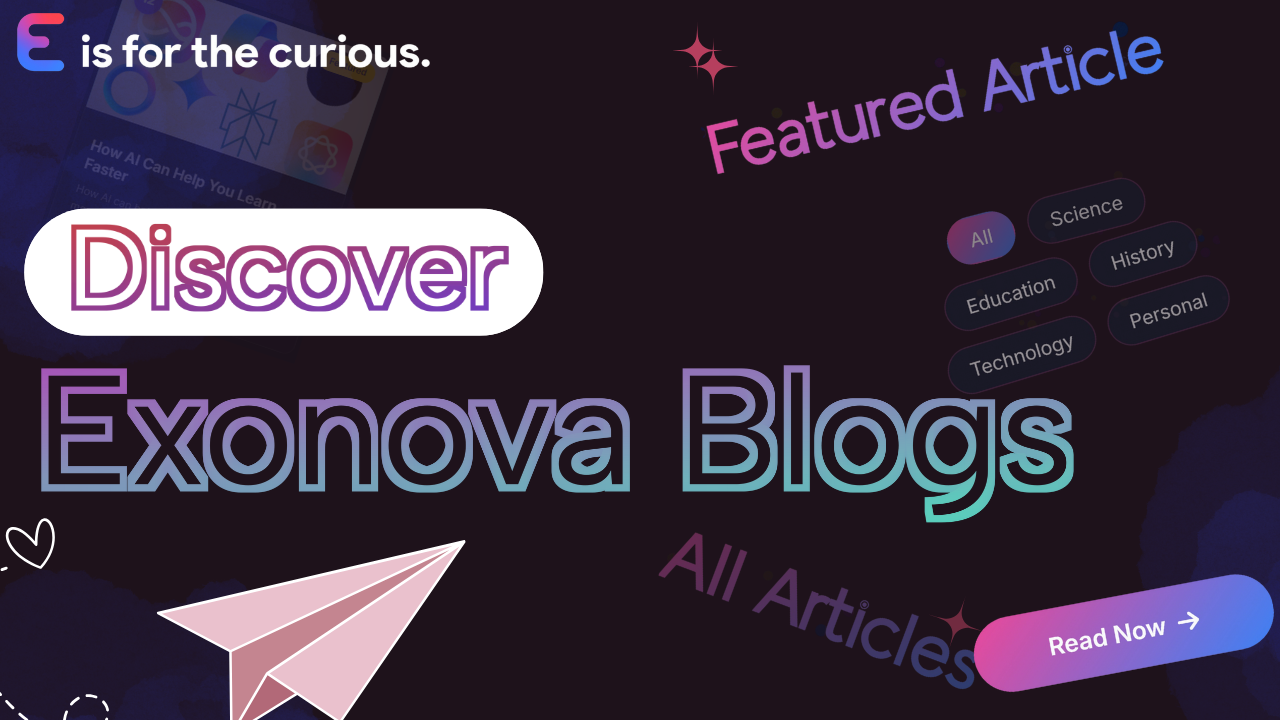 E is for the curious.
Featured Article
How AI Can Help You Learn
Faster
All
Science
Education
History
Technology
Personal
Discover
Exonova Blogs
All Articles
Read Now →